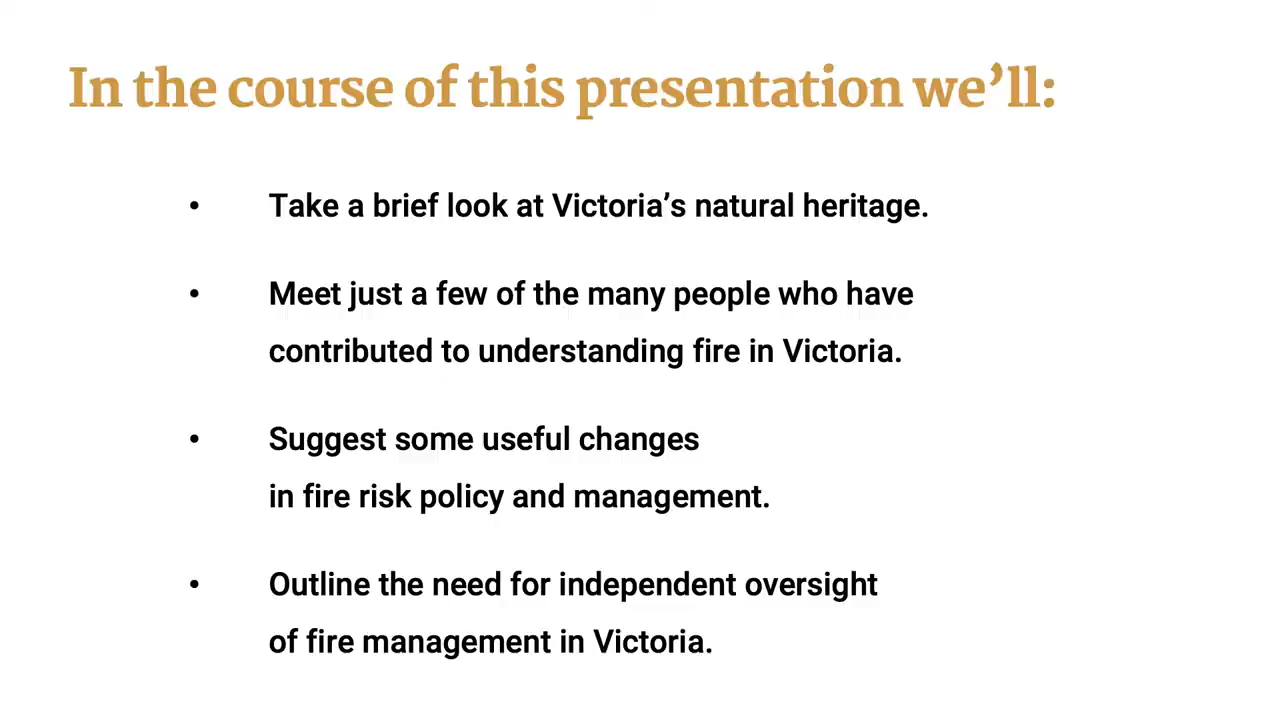 In the course of this presentation we’ll:
• Take a brief look at Victoria’s natural heritage.
• Meet just a few of the many people who have
contributed to understanding fire in Victoria.
• Suggest some useful changes
in fire risk policy and management.
• Outline the need for independent oversight
of fire management in Victoria.